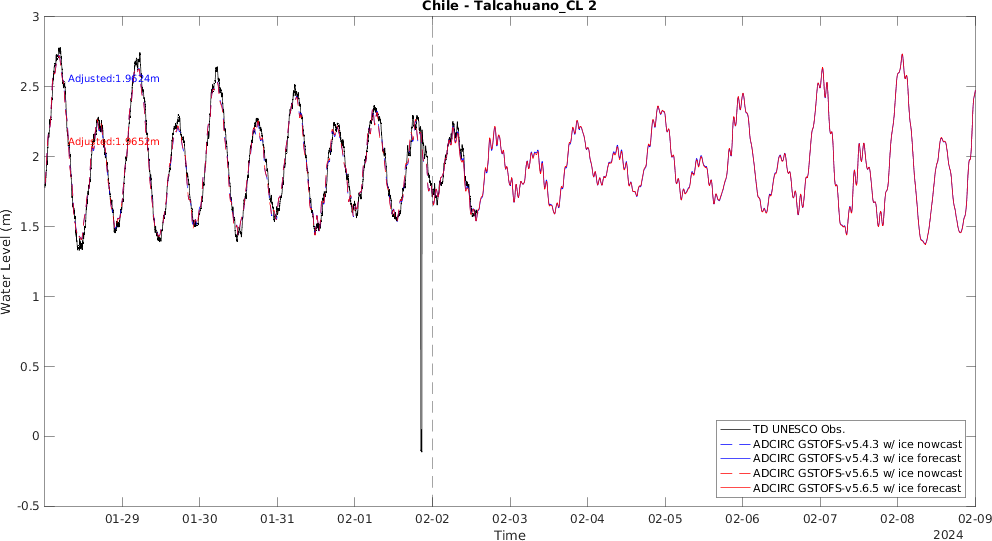 Chile - Talcahuano_CL 2
Water Level (m)
3
2.5
2
1.5
1
0.5
0
-0.5
Adjusted:1.9624m
Adjusted:1.9652m
TD UNESCO Obs.
ADCIRC GSTOFS-v5.4.3 w/ ice nowcast
ADCIRC GSTOFS-v5.4.3 w/ ice forecast
ADCIRC GSTOFS-v5.6.5 w/ ice nowcast
ADCIRC GSTOFS-v5.6.5 w/ ice forecast
01-29 01-30 01-31 02-01 02-02 02-03 02-04 02-05 02-06 02-07 02-08 02-09
Time
2024